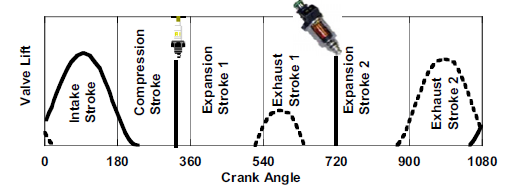 Valve Lift
Intake
Stroke
Compression
Stroke
Expansion
Stroke 1
Exhaust
Stroke 1
Expansion
Stroke 2
Exhaust
Stroke 2
0 180 360 540 720 900 1080
Crank Angle